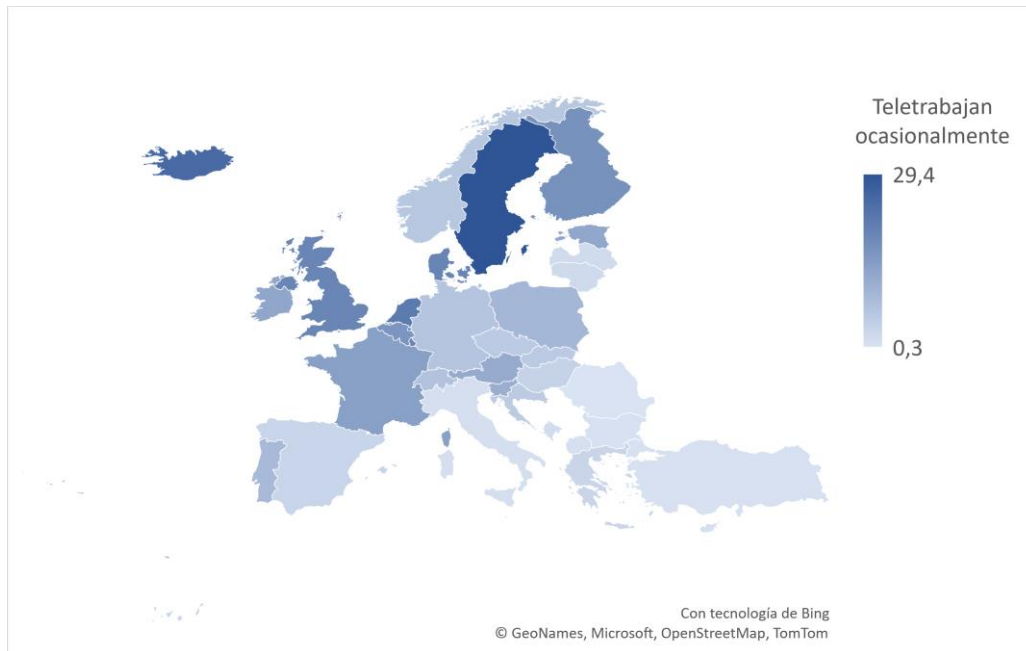 Teletrabajan
ocasionalmente
29,4
0,3
Con tecnología de Bing
© GeoNames, Microsoft, OpenStreetMap, TomTom